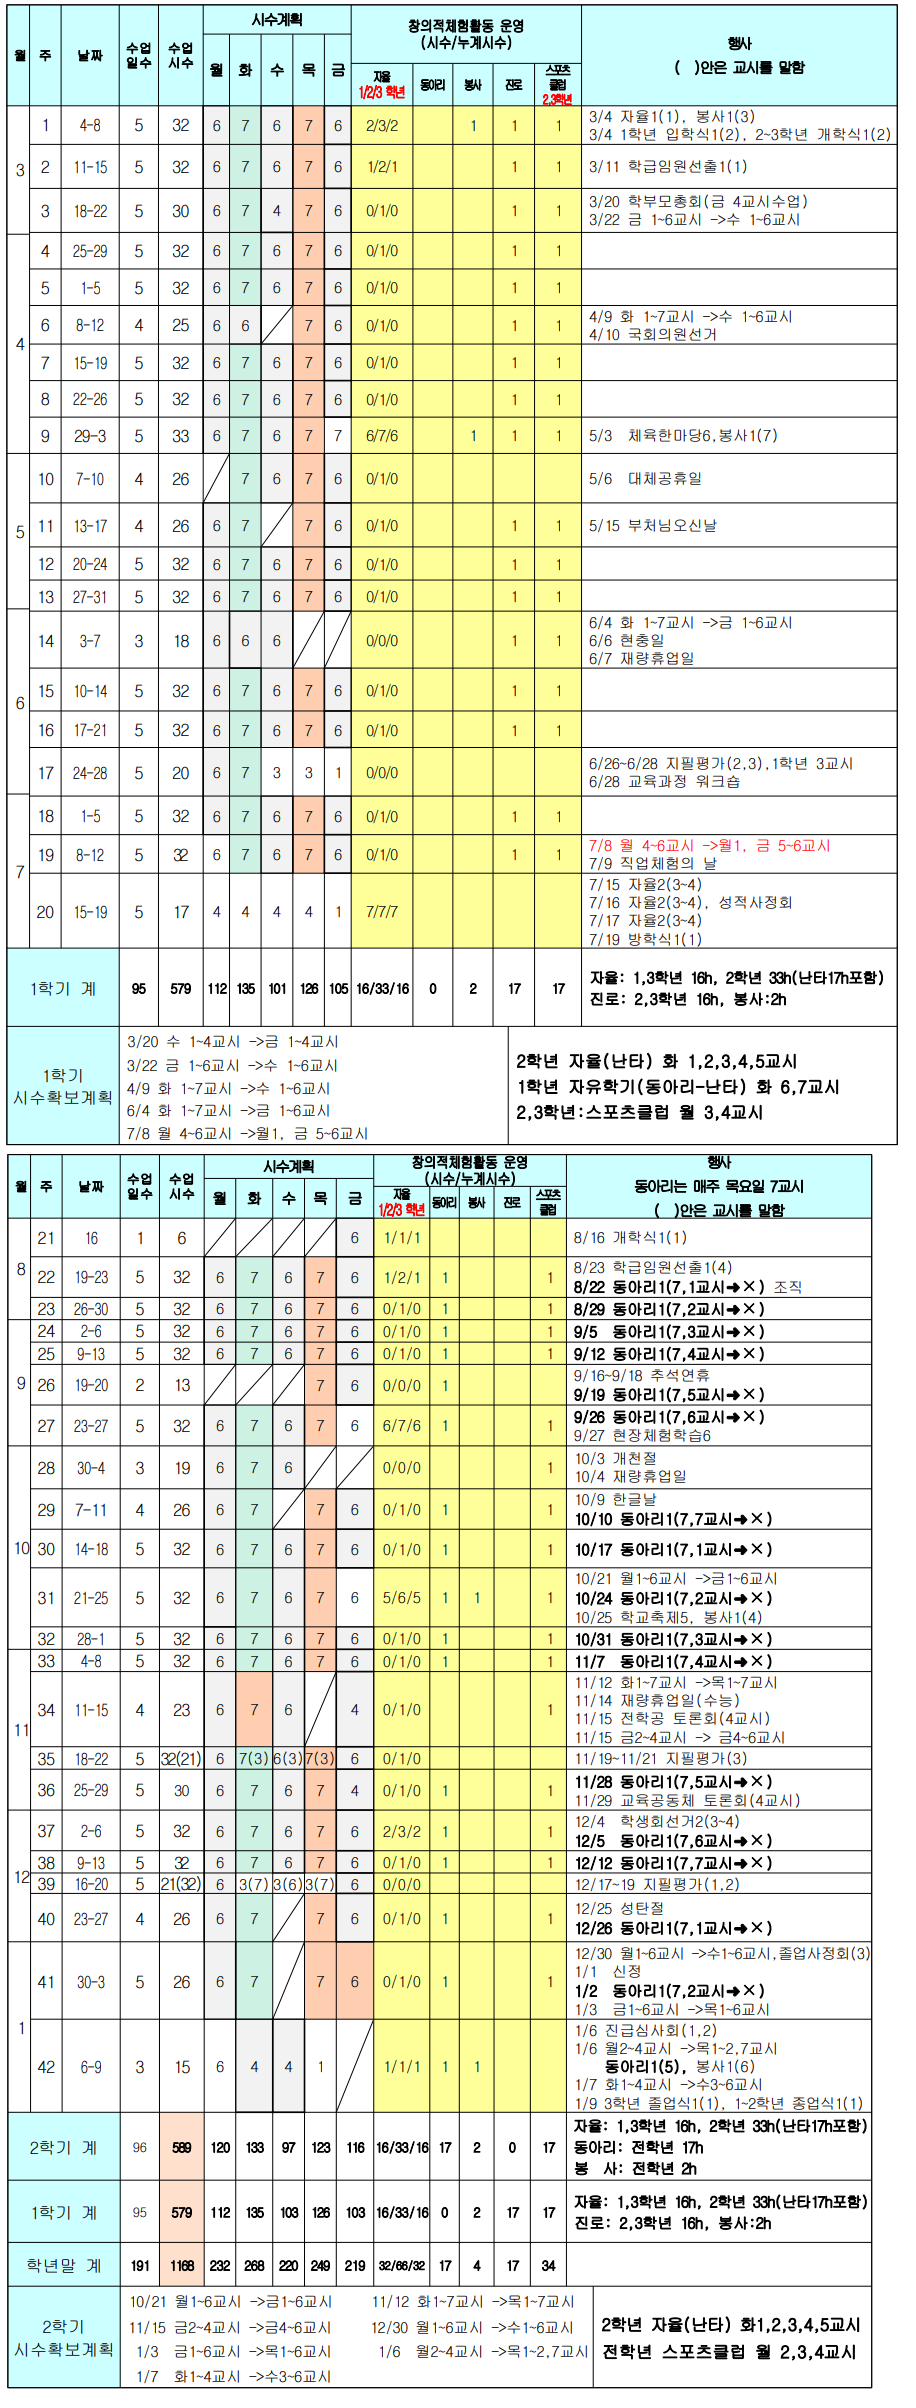 월 주 날짜 수업일수 수업시수 시수계획 창의적체험활동 운영 (시수/누계시수) 행사
( )안은 교시를 말함
월 화 수 목 금 자율 1/2/3 학년 동아리 봉사 진로 스포츠클럽 2,3학년
3 1 4-8 5 32 6 7 6 7 6 2/3/2 1 1 1 3/4 자율1(1), 봉사1(3)
3/4 1학년 입학식1(2), 2~3학년 개학식1(2)
2 11-15 5 32 6 7 6 7 6 1/2/1 1 1 3/11 학급임원선출1(1)
3 18-22 5 30 6 7 4 7 6 0/1/0 1 1 3/20 학부모총회(금 4교시수업)
3/22 금 1~6교시 ->수 1~6교시
4 4 25-29 5 32 6 7 6 7 6 0/1/0 1 1
5 1-5 5 32 6 7 6 7 6 0/1/0 1 1
6 8-12 4 25 6 6 7 6 0/1/0 1 1 4/9 화 1~7교시 ->수 1~6교시
4/10 국회의원선거
7 15-19 5 32 6 7 6 7 6 0/1/0 1 1
8 22-26 5 32 6 7 6 7 6 0/1/0 1 1
9 29-3 5 33 6 7 6 7 7 6/7/6 1 1 1 5/3 체육한마당6,봉사1(7)
5 10 7-10 4 26 7 6 7 6 0/1/0 5/6 대체공휴일
11 13-17 4 26 6 7 7 6 0/1/0 1 1 5/15 부처님오신날
12 20-24 5 32 6 7 6 7 6 0/1/0 1 1
13 27-31 5 32 6 7 6 7 6 0/1/0 1 1
6 14 3-7 3 18 6 6 6 0/0/0 1 1 6/4 화 1~7교시 ->금 1~6교시
6/6 현충일
6/7 재량휴업일
15 10-14 5 32 6 7 6 7 6 0/1/0 1 1
16 17-21 5 32 6 7 6 7 6 0/1/0 1 1
17 24-28 5 20 6 7 3 3 1 0/0/0 6/26~6/28 지필평가(2,3),1학년 3교시
6/28 교육과정 워크숍
7 18 1-5 5 32 6 7 6 7 6 0/1/0 1 1
19 8-12 5 32 6 7 6 7 6 0/1/0 1 1 7/8 월 4~6교시 ->월1, 금 5~6교시
7/9 직업체험의 날
20 15-19 5 17 4 4 4 4 1 7/7/7 7/15 자율2(3~4)
7/16 자율2(3~4), 성적사정회
7/17 자율2(3~4)
7/19 방학식1(1)
1학기 계 95 579 112 135 101 126 105 16/33/16 0 2 17 17 자율: 1,3학년 16h, 2학년 33h(난타17h포함)
진로: 2,3학년 16h, 봉사:2h
1학기 시수확보계획
3/20 수 1~4교시 ->금 1~4교시
3/22 금 1~6교시 ->수 1~6교시
4/9 화 1~7교시 ->수 1~6교시
6/4 화 1~7교시 ->금 1~6교시
7/8 월 4~6교시 ->월1, 금 5~6교시
2학년 자율(난타) 화 1,2,3,4,5교시
1학년 자유학기(동아리-난타) 화 6,7교시
2,3학년:스포츠클럽 월 3,4교시
월 주 날짜 수업일수 수업시수 시수계획 창의적체험활동 운영 (시수/누계시수) 행사
동아리는 매주 목요일 7교시
( )안은 교시를 말함
월 화 수 목 금 자율 1/2/3 학년 동아리 봉사 진로 스포츠클럽
8 21 16 1 6 6 1/1/1 8/16 개학식1(1)
22 19-23 5 32 6 7 6 7 6 1/2/1 1 1 8/23 학급임원선출1(4)
8/22 동아리1(7,1교시➔×) 조직
23 26-30 5 32 6 7 6 7 6 0/1/0 1 1 8/29 동아리1(7,2교시➔×)
9 24 2-6 5 32 6 7 6 7 6 0/1/0 1 1 9/5 동아리1(7,3교시➔×)
25 9-13 5 32 6 7 6 7 6 0/1/0 1 1 9/12 동아리1(7,4교시➔×)
26 19-20 2 13 7 6 0/0/0 1 9/16~9/18 추석연휴
9/19 동아리1(7,5교시➔×)
27 23-27 5 32 6 7 6 7 6 6/7/6 1 1 9/26 동아리1(7,6교시➔×)
9/27 현장체험학습6
10 28 30-4 3 19 6 7 6 0/0/0 1 10/3 개천절
10/4 재량휴업일
29 7-11 4 26 6 7 7 6 0/1/0 1 1 10/9 한글날
10/10 동아리1(7,7교시➔×)
30 14-18 5 32 6 7 6 7 6 0/1/0 1 1 10/17 동아리1(7,1교시➔×)
31 21-25 5 32 6 7 6 7 6 5/6/5 1 1 1 10/21 월1~6교시 ->금1~6교시
10/24 동아리1(7,2교시➔×)
10/25 학교축제5, 봉사1(4)
32 28-1 5 32 6 7 6 7 6 0/1/0 1 1 10/31 동아리1(7,3교시➔×)
11 33 4-8 5 32 6 7 6 7 6 0/1/0 1 1 11/7 동아리1(7,4교시➔×)
34 11-15 4 23 6 7 6 4 0/1/0 1 11/12 화1~7교시 ->목1~7교시
11/14 재량휴업일(수능)
11/15 전학공 토론회(4교시)
11/15 금2~4교시 -> 금4~6교시
35 18-22 5 32(21) 6 7(3) 6(3) 7(3) 6 0/1/0 11/19~11/21 지필평가(3)
36 25-29 5 30 6 7 6 7 4 0/1/0 1 1 11/28 동아리1(7,5교시➔×)
11/29 교육공동체 토론회(4교시)
12 37 2-6 5 32 6 7 6 7 6 2/3/2 1 1 12/4 학생회선거2(3~4)
12/5 동아리1(7,6교시➔×)
38 9-13 5 32 6 7 6 7 6 0/1/0 1 1 12/12 동아리1(7,7교시➔×)
39 16-20 5 21(32) 6 3(7) 3(6) 3(7) 6 0/0/0 12/17~19 지필평가(1,2)
40 23-27 4 26 6 7 7 6 0/1/0 1 1 12/25 성탄절
12/26 동아리1(7,1교시➔×)
1 41 30-3 5 26 6 7 7 6 0/1/0 1 1 12/30 월1~6교시 ->수1~6교시,졸업사정회(3)
1/1 신정
1/2 동아리1(7,2교시➔×)
1/3 금1~6교시 ->목1~6교시
42 6-9 3 15 6 4 4 1 1/1/1 1 1 1/6 진급심사회(1,2)
1/6 월2~4교시 ->목1~2,7교시
동아리1(5), 봉사1(6)
1/7 화1~4교시 ->수3~6교시
1/9 3학년 졸업식1(1), 1~2학년 종업식1(1)
2학기 계 96 589 120 133 97 123 116 16/33/16 17 2 0 17 자율: 1,3학년 16h, 2학년 33h(난타17h포함)
동아리: 전학년 17h
봉 사: 전학년 2h
1학기 계 95 579 112 135 103 126 103 16/33/16 0 2 17 17 자율: 1,3학년 16h, 2학년 33h(난타17h포함)
진로: 2,3학년 16h, 봉사:2h
학년말 계 191 1168 232 268 220 249 219 32/66/32 17 4 17 34
2학기 시수확보계획
10/21 월1~6교시 ->금1~6교시 11/12 화1~7교시 ->목1~7교시
11/15 금2~4교시 ->금4~6교시 12/30 월1~6교시 ->수1~6교시
1/3 금1~6교시 ->목1~6교시 1/6 월2~4교시 ->목1~2,7교시
1/7 화1~4교시 ->수3~6교시
2학년 자율(난타) 화1,2,3,4,5교시
전학년 스포츠클럽 월 2,3,4교시